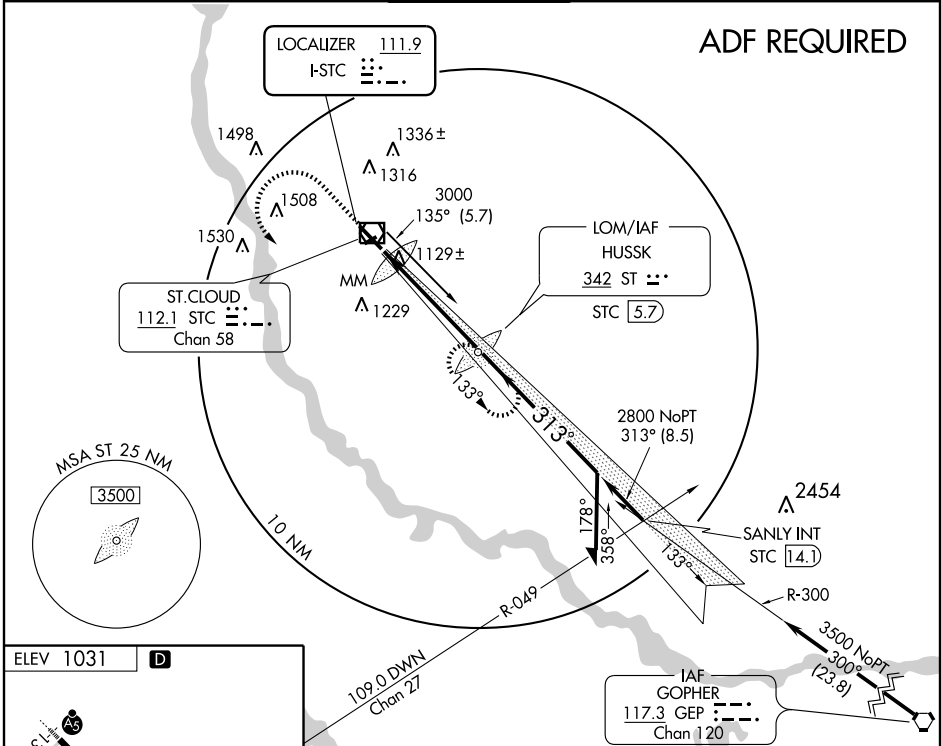 ADF REQUIRED
LOCALIZER 111.9
I-STC
1498
1336±
1316
1508
3000
135° (5.7)
1530
1129±
MM
1229
LOM/IAF
HUSSK
342 ST
STC 5.7
ST.CLOUD
112.1 STC
Chan 58
133°
313°
2800 NoPT
313° (8.5)
2454
SANLY INT
STC 14.1
178°
358°
133°
MSA ST 25 NM
3500
10 NM
R-049
R-300
3500 NoPT
300°
(23.8)
109.0 DWN
Chan 27
IAF
GOPHER
117.3 GEP
Chan 120
ELEV 1031 D
A5